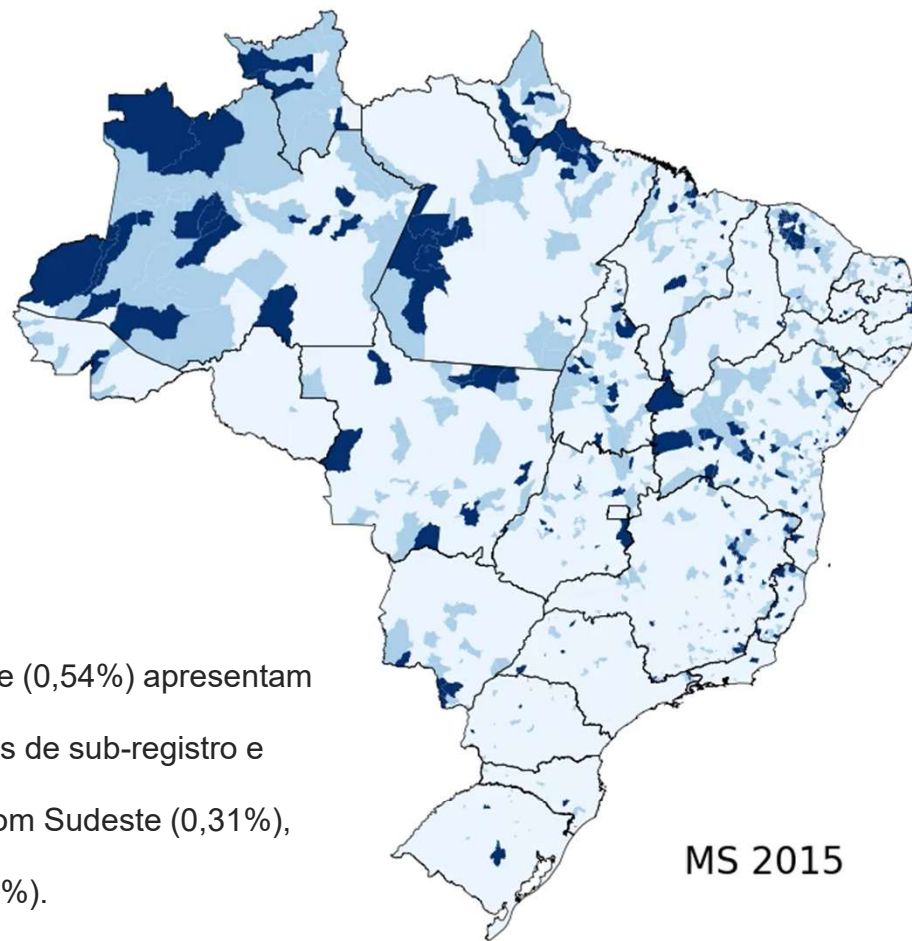 e (0,54%) apresentam
s de sub-registro e
om Sudeste (0,31%),
%).
MS 2015